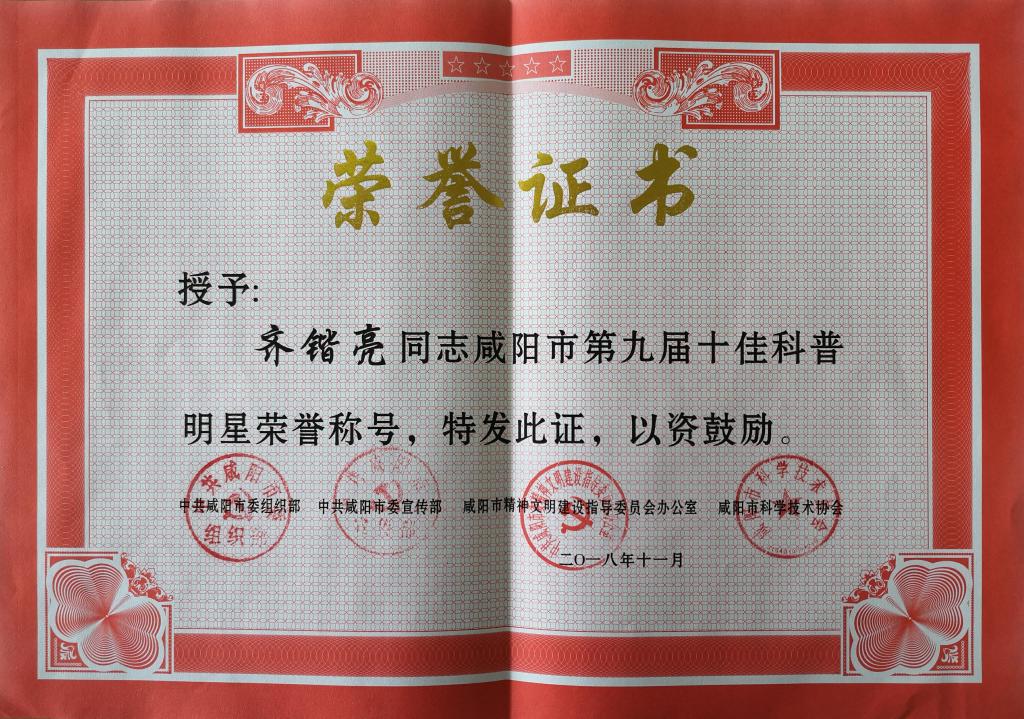 荣誉证书
授予:
齐锴亮同志咸阳市第九届十佳科普
明星荣誉称号，特发此证，以资鼓励。
中共咸阳市委组织部 中共咸阳市委宣传部 咸阳市精神文明建设指导委员会办公室 咸阳市科学技术协会
二〇一八年十一月